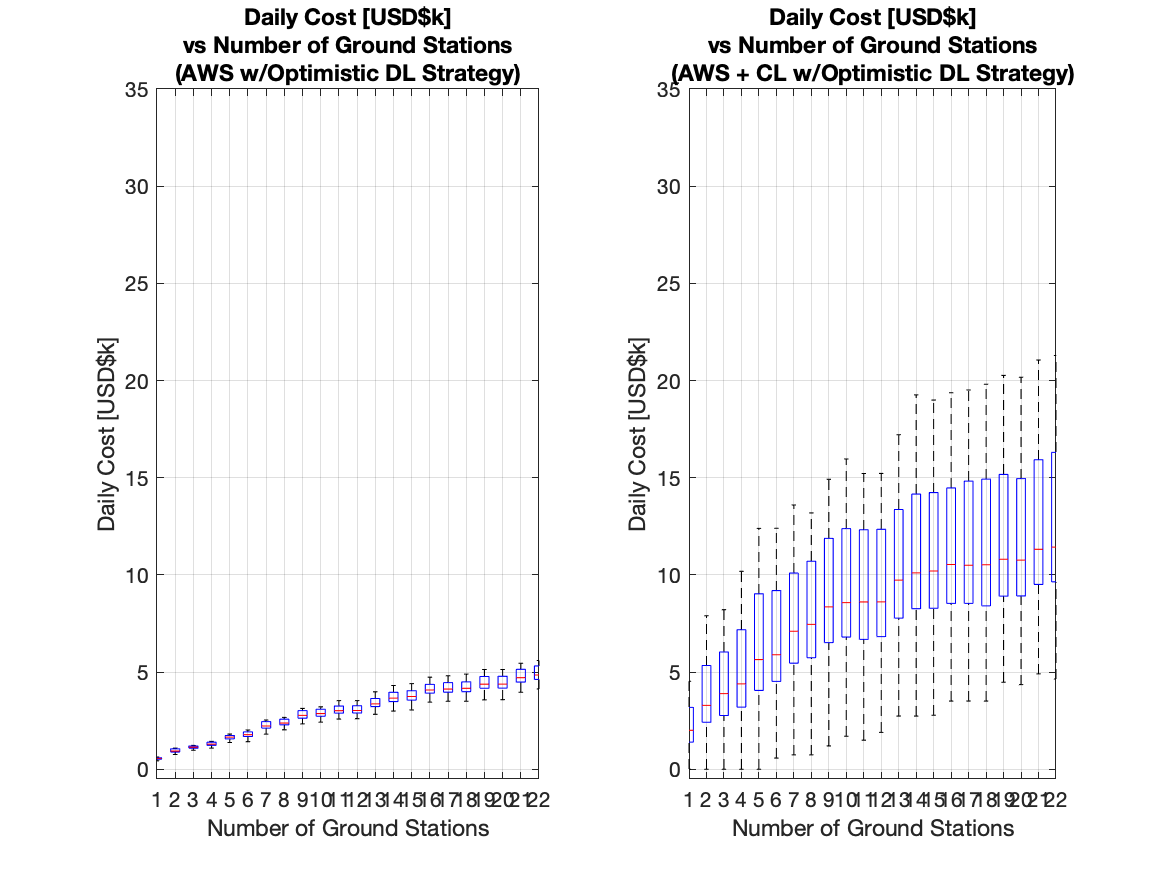 Daily Cost [USD$k]
vs Number of Ground Stations
(AWS w/Optimistic DL Strategy)
35
30
25
20
15
10
5
0
Daily Cost [USD$k]
1 2 3 4 5 6 7 8 9 10 11 12 13 14 15 16 17 18 19 20 21 22
Number of Ground Stations
Daily Cost [USD$k]
vs Number of Ground Stations
(AWS + CL w/Optimistic DL Strategy)
35
30
25
20
15
10
5
0
Daily Cost [USD$k]
1 2 3 4 5 6 7 8 9 10 11 12 13 14 15 16 17 18 19 20 21 22
Number of Ground Stations